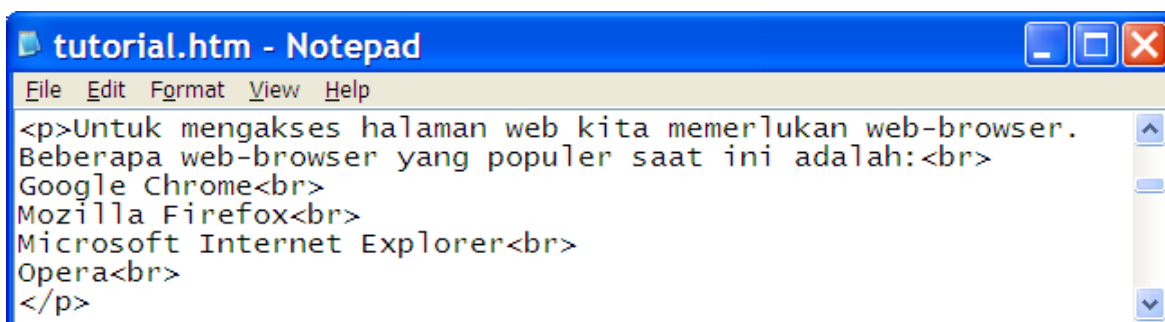 tutorial.htm - Notepad
File Edit Format View Help
<p>Untuk mengakses halaman web kita memerlukan web-browser.
Beberapa web-browser yang populer saat ini adalah:<br>
Google Chrome<br>
Mozilla Firefox<br>
Microsoft Internet Explorer<br>
Opera<br>
</p>